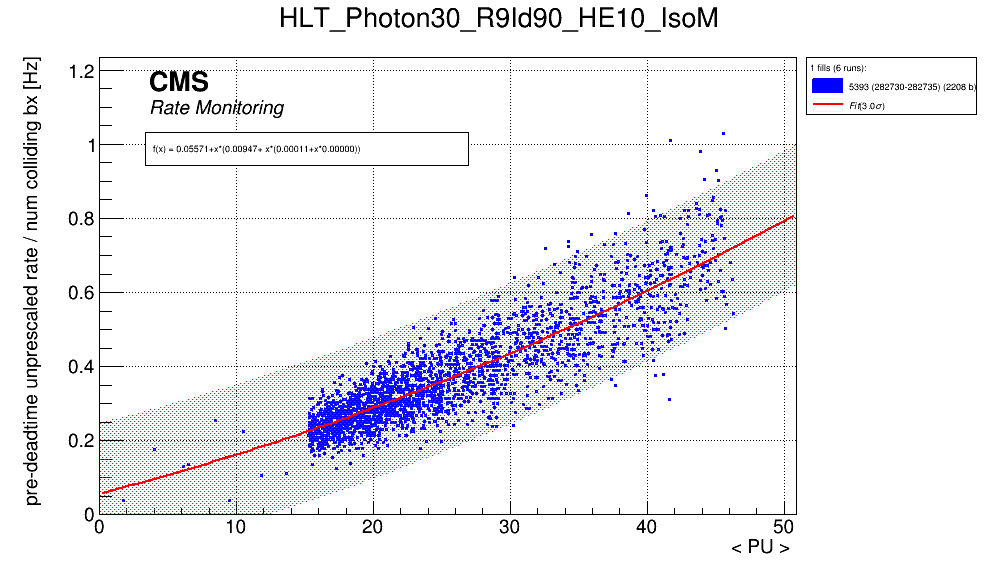 HLT_Photon30_R9Id90_HE10_IsoM
pre-deadtime unprescaled rate / num colliding bx [Hz]
1.2
1
0.8
0.6
0.4
0.2
0
CMS
Rate Monitoring
f(x) = 0.05571+x*(0.00947+ x*(0.00011+x*0.00000))
0 10 20 30 40 50
< PU >
1 fills (6 runs):
5393 (282730-282735) (2208 b)
Fit(3.0σ)